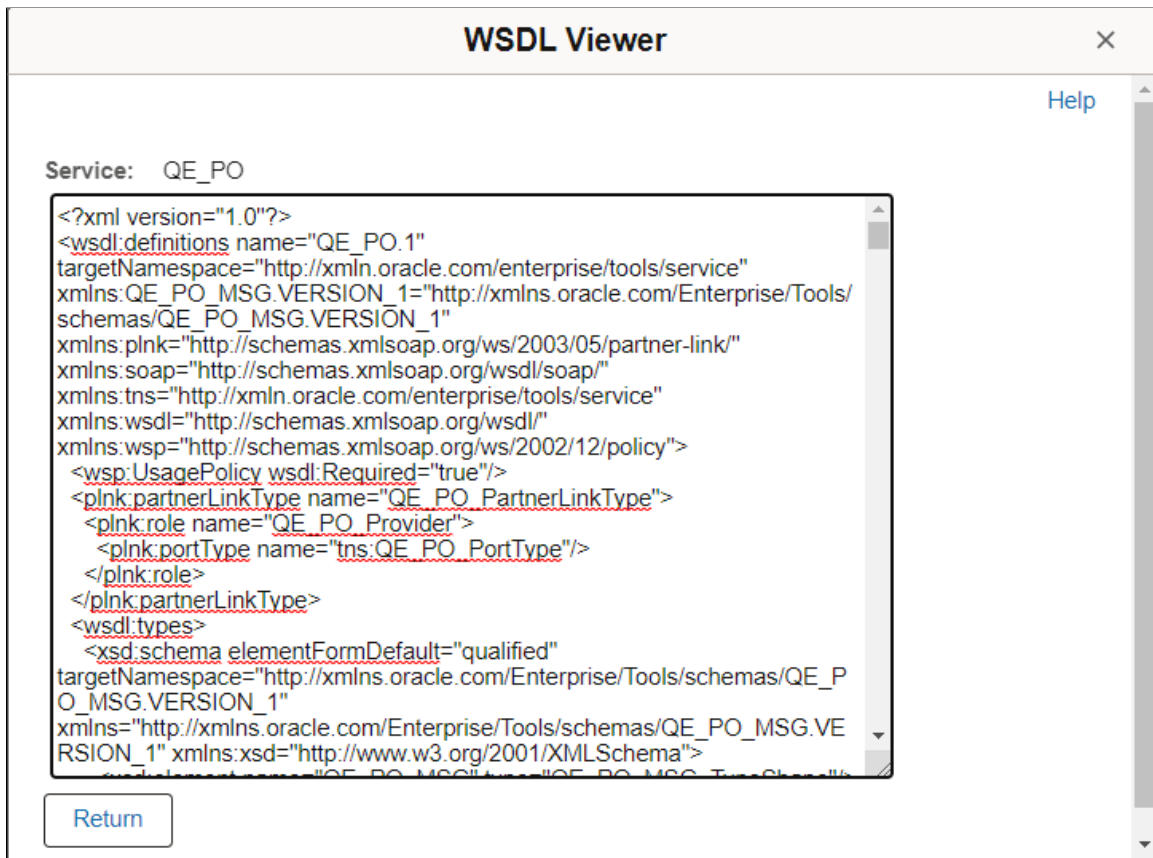 WSDL Viewer
×
Help
Service: QE_PO
<?xml version="1.0"?>
<wsdl:definitions name="QE_PO.1"
targetNamespace="http://xmln.oracle.com/enterprise/tools/service"
xmlns:QE_PO_MSG.VERSION_1="http://xmlns.oracle.com/Enterprise/Tools/
schemas/QE_PO_MSG.VERSION_1"
xmlns:plnk="http://schemas.xmlsoap.org/ws/2003/05/partner-link/"
xmlns:soap="http://schemas.xmlsoap.org/wsdl/soap/"
xmlns:tns="http://xmln.oracle.com/enterprise/tools/service"
xmlns:wsdl="http://schemas.xmlsoap.org/wsdl/"
xmlns:wsp="http://schemas.xmlsoap.org/ws/2002/12/policy">
<wsp:UsagePolicy wsdl:Required="true"/>
<plnk:partnerLinkType name="QE_PO_PartnerLinkType">
<plnk:role name="QE_PO_Provider">
<plnk:portType name="tns:QE_PO_PortType"/>
</plnk:role>
</plnk:partnerLinkType>
<wsdl:types>
<xsd:schema elementFormDefault="qualified"
targetNamespace="http://xmlns.oracle.com/Enterprise/Tools/schemas/QE_P
O_MSG.VERSION_1"
xmlns="http://xmlns.oracle.com/Enterprise/Tools/schemas/QE_PO_MSG.VE
RSION_1" xmlns:xsd="http://www.w3.org/2001/XMLSchema">
<xsd:element name="QE_PO_MSG" type="QE_PO_MSG_TypeShape"/>
Return